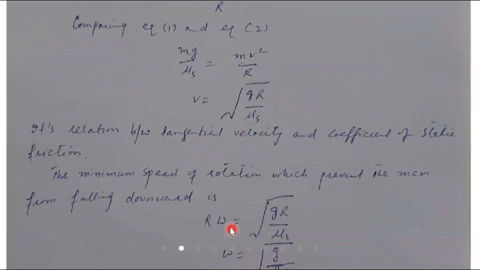 R
Comparing eq (1) and eq (2)
mg/μs = mv²/R
v = √(gR/μs)
It's relation b/w tangential velocity and coefficient of static
friction.
The minimum speed of rotation which prevent the man
from falling downward is
Rω = √(gR/μs)
ω = √(g